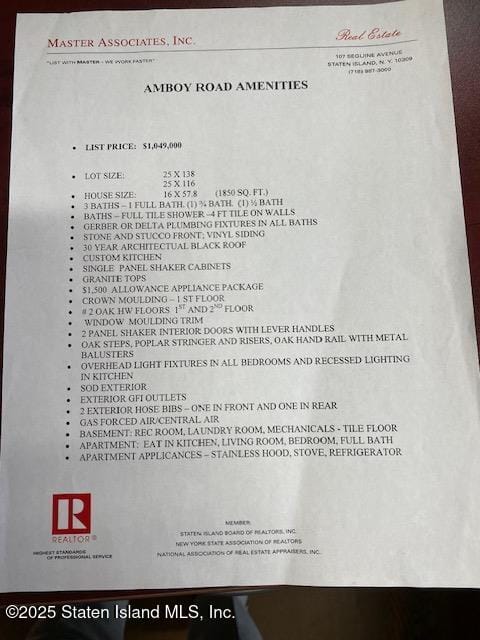 MASTER ASSOCIATES, INC.
Real Estate
"LIST WITH MASTER - WE WORK FASTER"
107 SEGUINE AVENUE
STATEN ISLAND, N. Y. 10309
(718) 987-3000
AMBOY ROAD AMENITIES
• LIST PRICE: $1,049,000
• LOT SIZE: 25 X 138
25 X 116
• HOUSE SIZE: 16 X 57.8 (1850 SQ. FT.)
• 3 BATHS – 1 FULL BATH. (1) ¾ BATH. (1) ½ BATH
• BATHS – FULL TILE SHOWER –4 FT TILE ON WALLS
• GERBER OR DELTA PLUMBING FIXTURES IN ALL BATHS
• STONE AND STUCCO FRONT; VINYL SIDING
• 30 YEAR ARCHITECTUAL BLACK ROOF
• CUSTOM KITCHEN
• SINGLE PANEL SHAKER CABINETS
• GRANITE TOPS
• $1,500 ALLOWANCE APPLIANCE PACKAGE
• CROWN MOULDING – 1 ST FLOOR
• # 2 OAK HW FLOORS 1ST AND 2ND FLOOR
• WINDOW MOULDING TRIM
• 2 PANEL SHAKER INTERIOR DOORS WITH LEVER HANDLES
• OAK STEPS, POPLAR STRINGER AND RISERS, OAK HAND RAIL WITH METAL
BALUSTERS
• OVERHEAD LIGHT FIXTURES IN ALL BEDROOMS AND RECESSED LIGHTING
IN KITCHEN
• SOD EXTERIOR
• EXTERIOR GFI OUTLETS
• 2 EXTERIOR HOSE BIBS – ONE IN FRONT AND ONE IN REAR
• GAS FORCED AIR/CENTRAL AIR
• BASEMENT: REC ROOM, LAUNDRY ROOM, MECHANICALS - TILE FLOOR
• APARTMENT: EAT IN KITCHEN, LIVING ROOM, BEDROOM, FULL BATH
• APARTMENT APPLICANCES – STAINLESS HOOD, STOVE, REFRIGERATOR
R
REALTOR®
HIGHEST STANDARDS
OF PROFESSIONAL SERVICE
MEMBER:
STATEN ISLAND BOARD OF REALTORS, INC.
NEW YORK STATE ASSOCIATION OF REALTORS
NATIONAL ASSOCIATION OF REAL ESTATE APPRAISERS, INC.
©2025 Staten Island MLS, Inc.